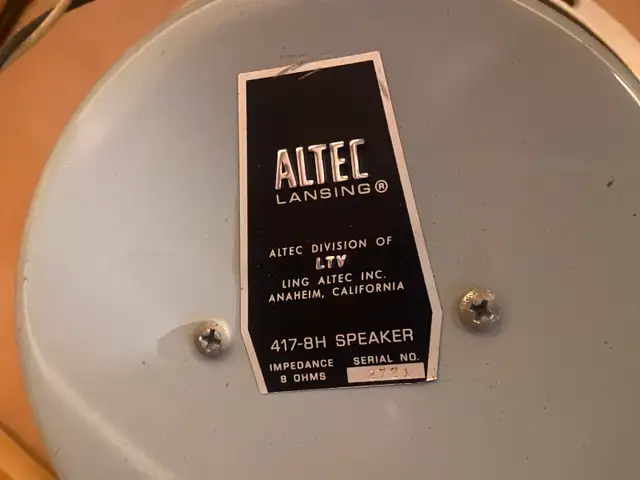 ALTEC
LANSING®
ALTEC DIVISION OF
LTV
LING ALTEC INC.
ANAHEIM, CALIFORNIA
417-8H SPEAKER
IMPEDANCE SERIAL NO.
8 OHMS